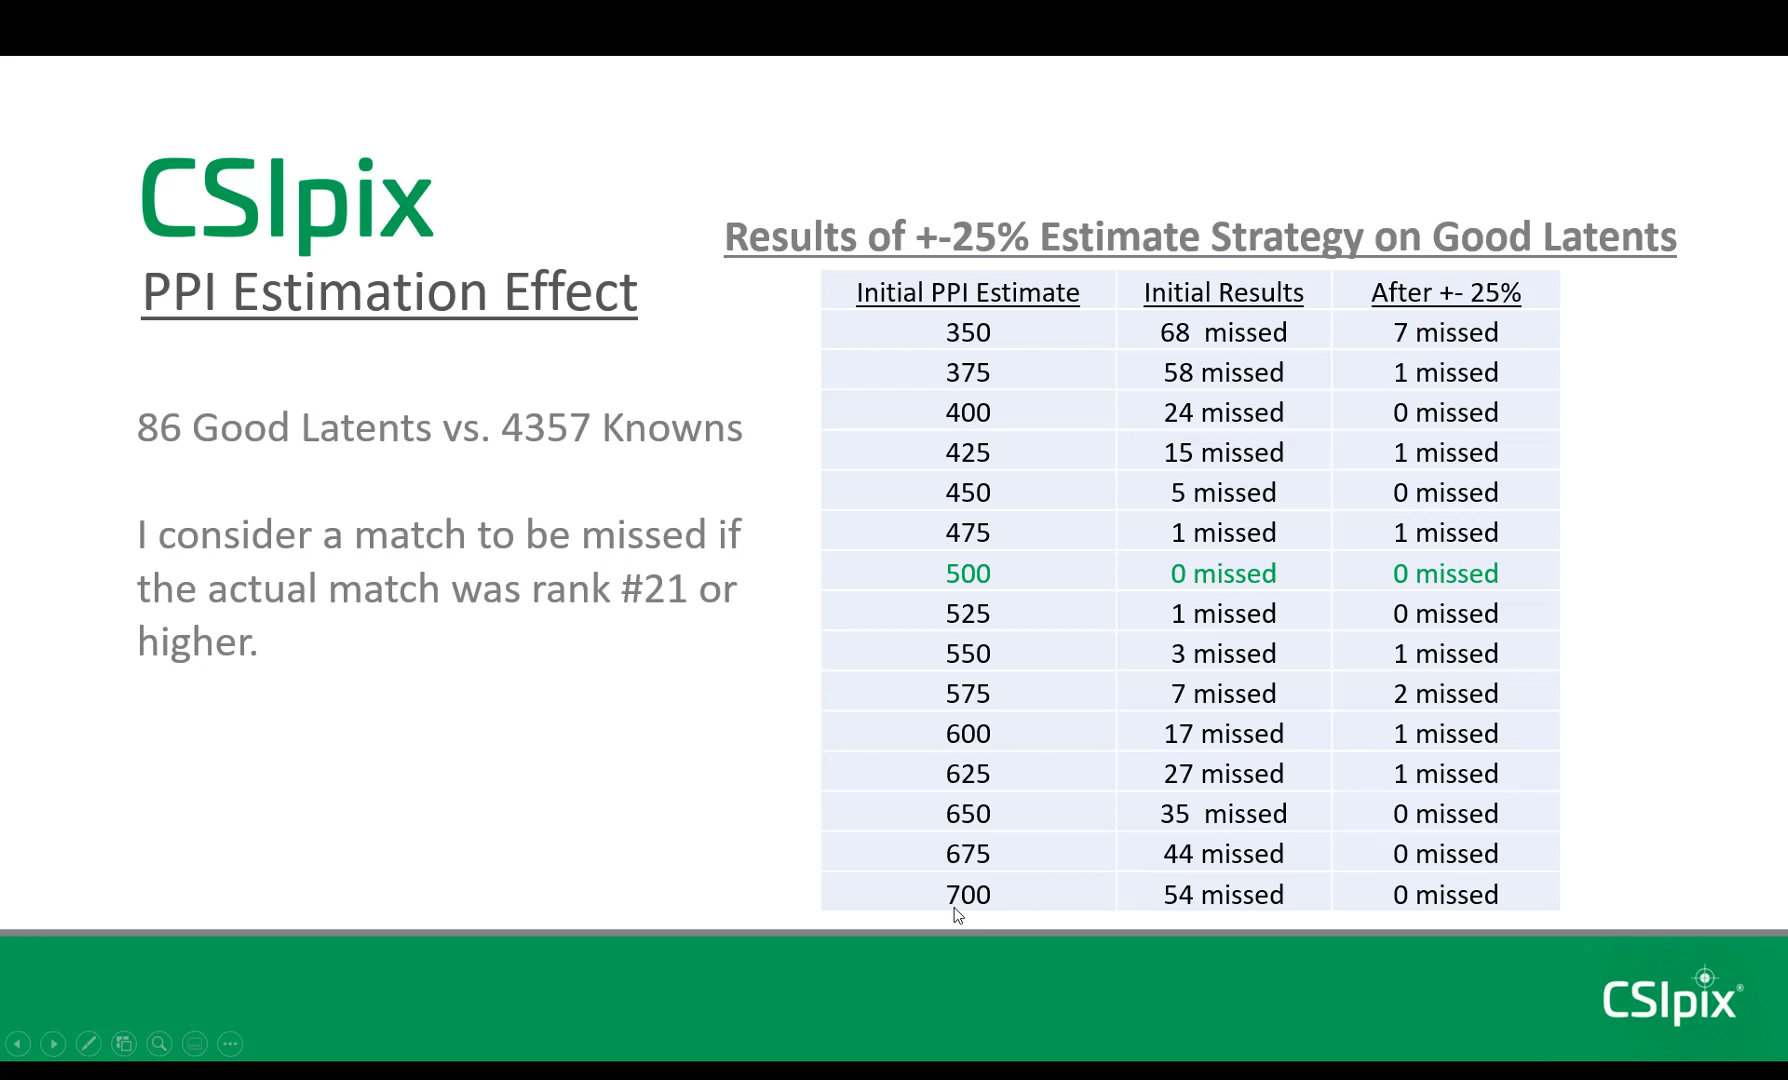 CSIpix
PPI Estimation Effect
86 Good Latents vs. 4357 Knowns
I consider a match to be missed if
the actual match was rank #21 or
higher.
Results of +-25% Estimate Strategy on Good Latents
Initial PPI Estimate Initial Results After +- 25%
350 68 missed 7 missed
375 58 missed 1 missed
400 24 missed 0 missed
425 15 missed 1 missed
450 5 missed 0 missed
475 1 missed 1 missed
500 0 missed 0 missed
525 1 missed 0 missed
550 3 missed 1 missed
575 7 missed 2 missed
600 17 missed 1 missed
625 27 missed 1 missed
650 35 missed 0 missed
675 44 missed 0 missed
700 54 missed 0 missed
CSIpix®